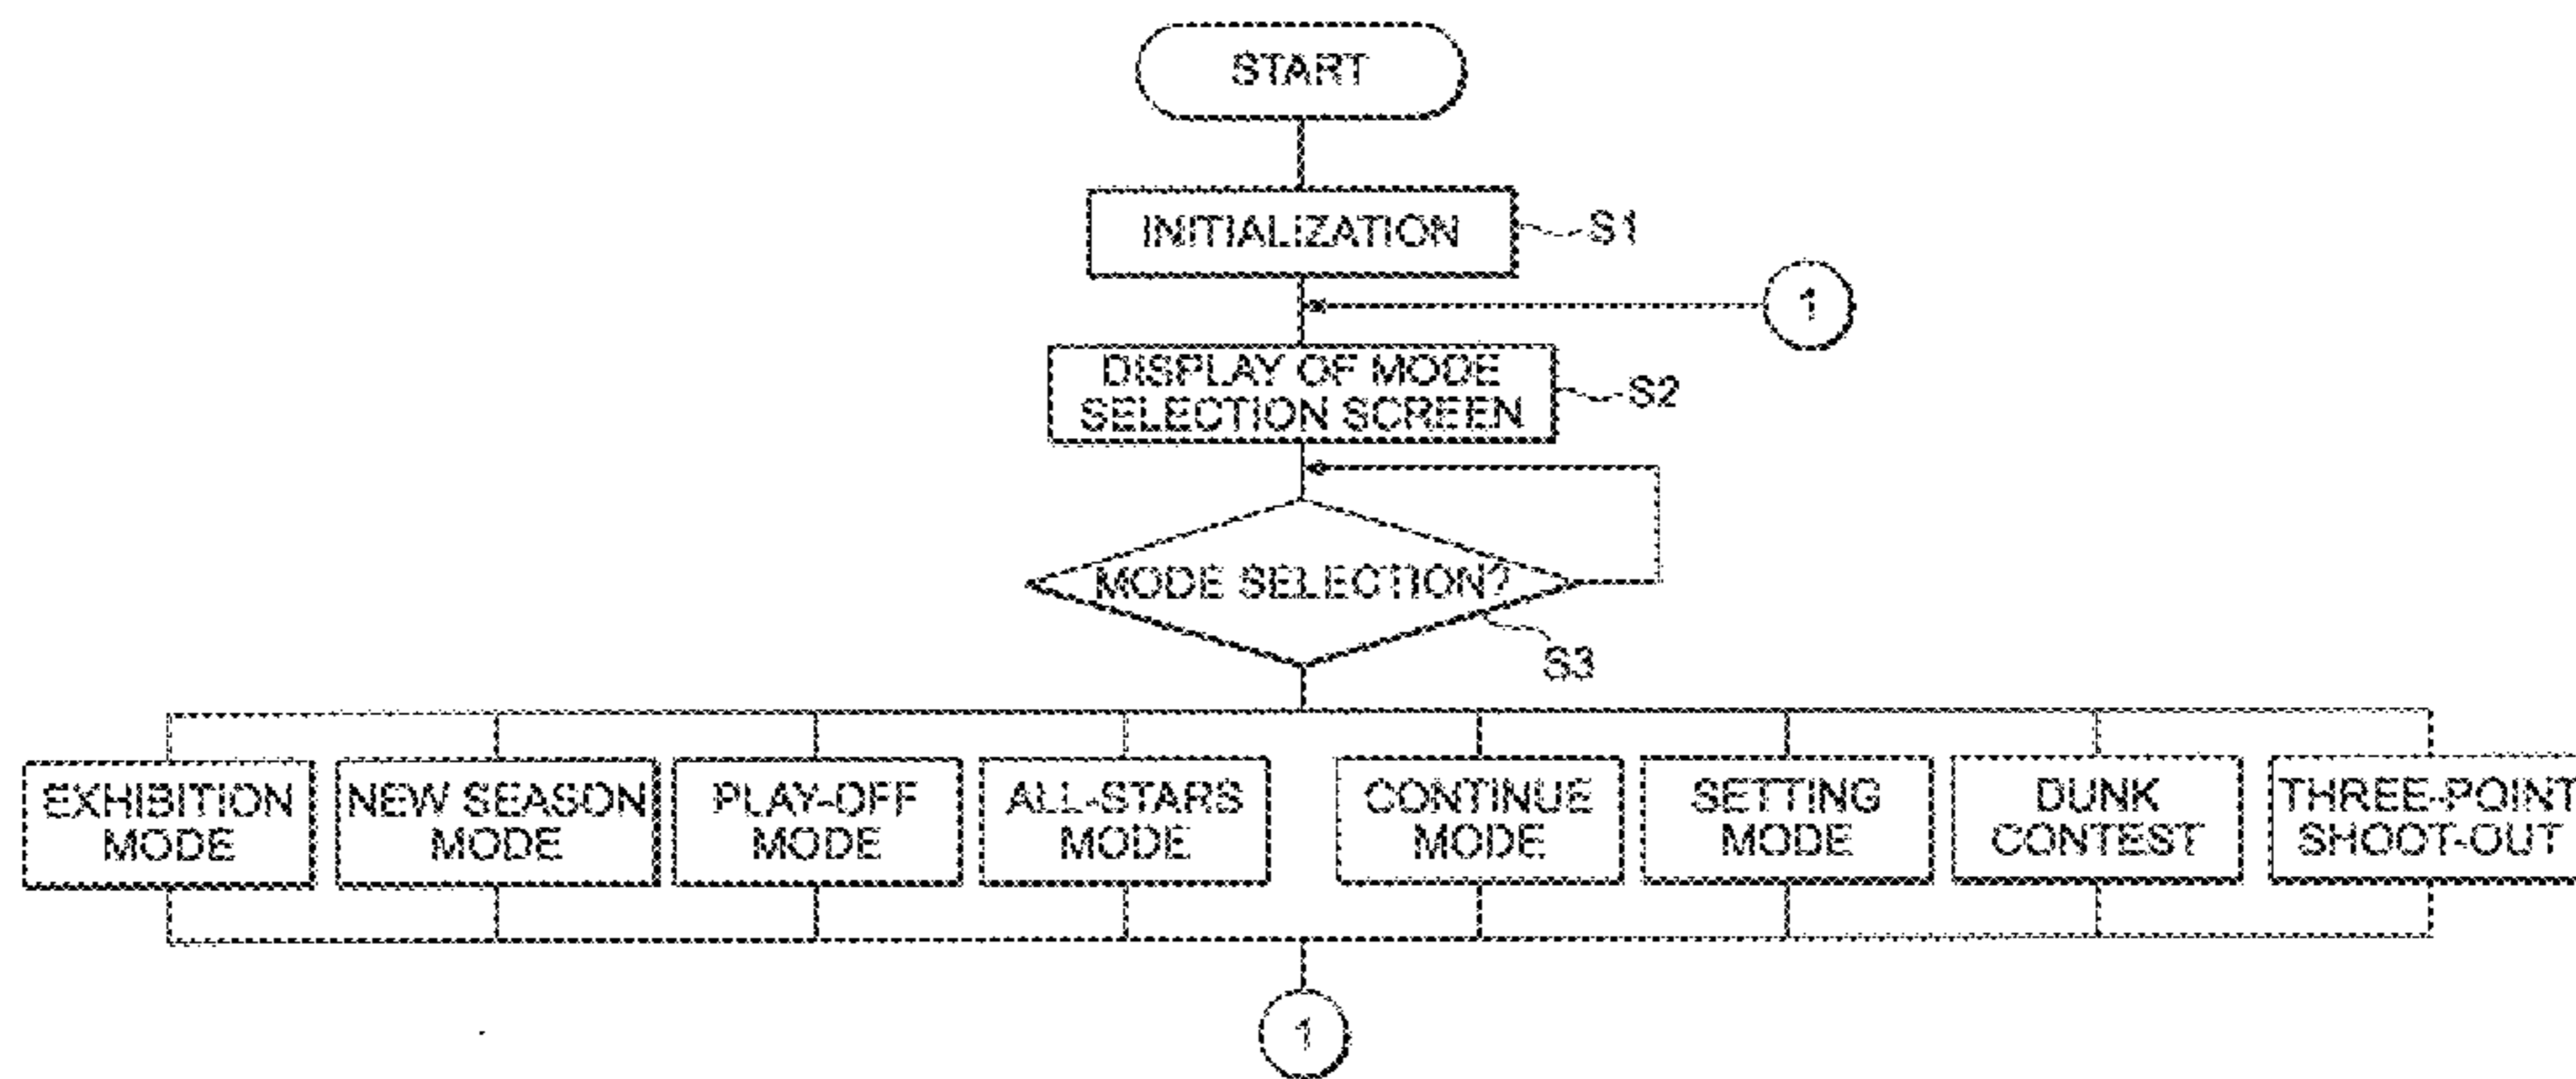 START
INITIALIZATION
S1
1
DISPLAY OF MODE
SELECTION SCREEN
S2
MODE SELECTION?
S3
EXHIBITION
MODE
NEW SEASON
MODE
PLAY-OFF
MODE
ALL-STARS
MODE
CONTINUE
MODE
SETTING
MODE
DUNK
CONTEST
THREE-POINT
SHOOT-OUT
1